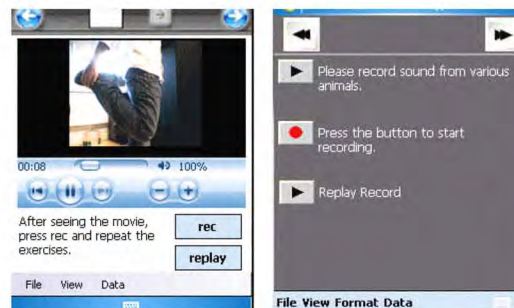 00:08
100%
After seeing the movie,
press rec and repeat the
exercises.
rec
replay
File View Data
Please record sound from various
animals.
Press the button to start
recording.
Replay Record
File View Format Data